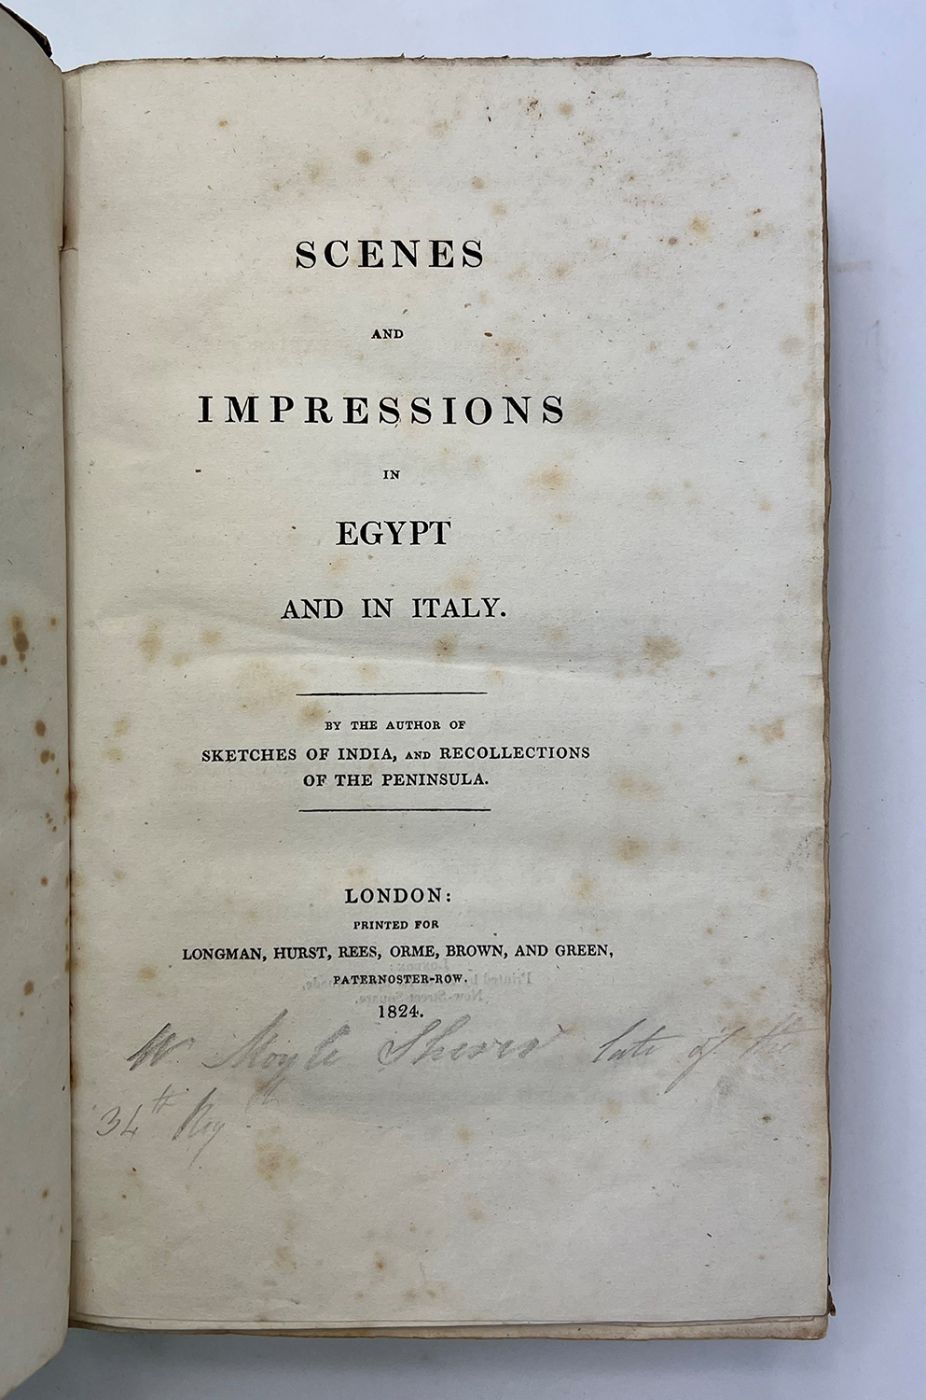 SCENES
AND
IMPRESSIONS
IN
EGYPT
AND IN ITALY.
BY THE AUTHOR OF
SKETCHES OF INDIA, AND RECOLLECTIONS
OF THE PENINSULA.
LONDON:
PRINTED FOR
LONGMAN, HURST, REES, ORME, BROWN, AND GREEN,
PATERNOSTER-ROW.
1824.
Moyle Sherer late of the
34th Reg